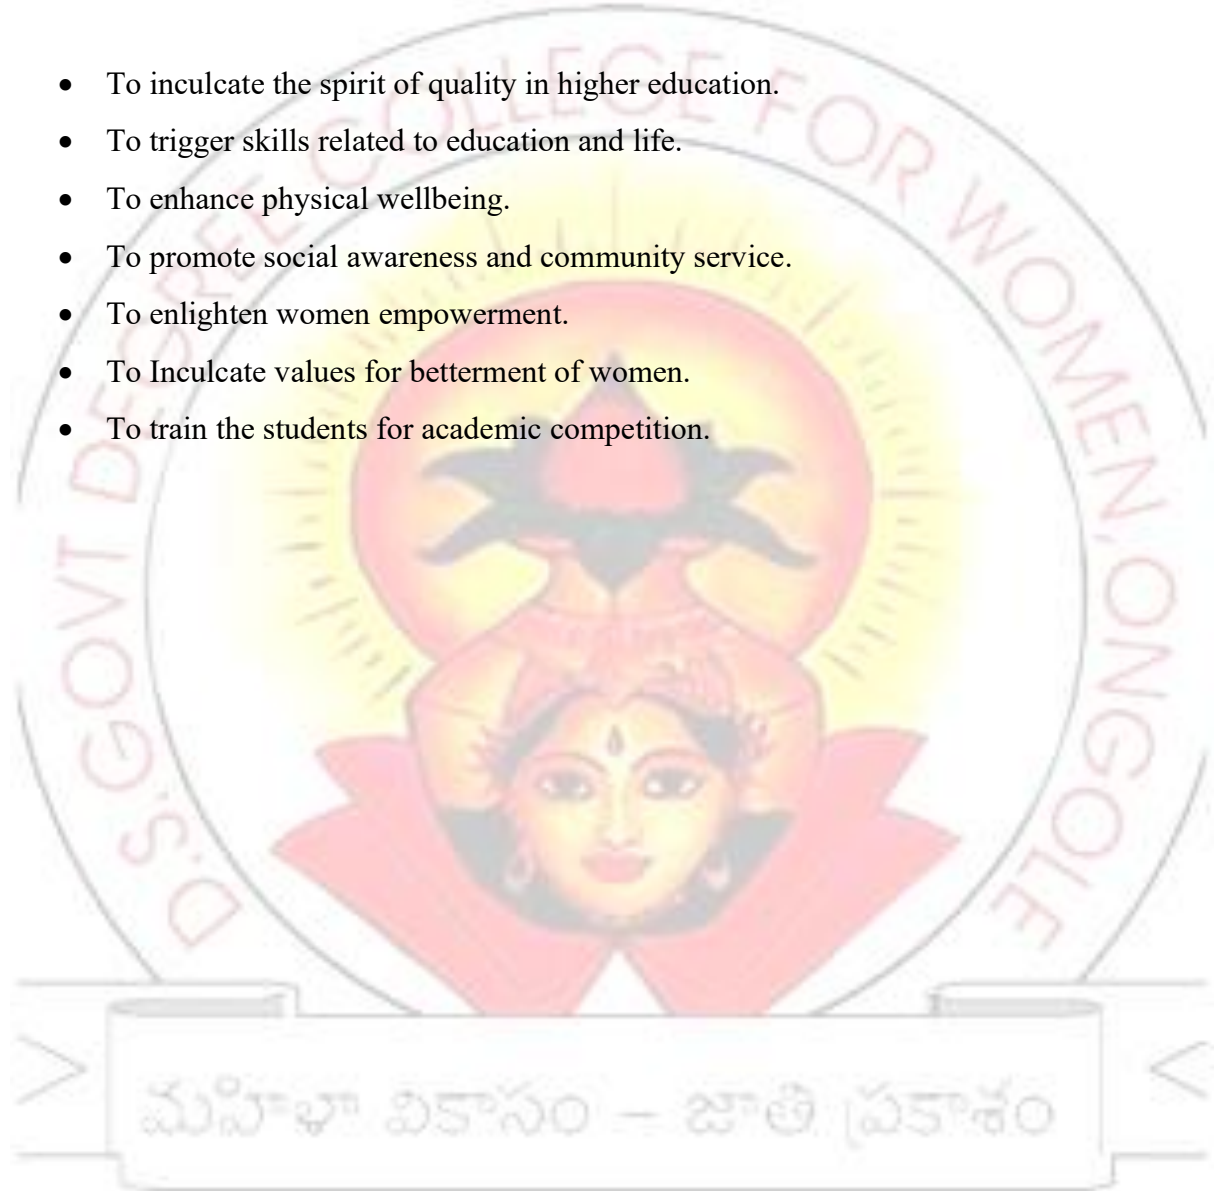 • To inculcate the spirit of quality in higher education.
• To trigger skills related to education and life.
• To enhance physical wellbeing.
• To promote social awareness and community service.
• To enlighten women empowerment.
• To Inculcate values for betterment of women.
• To train the students for academic competition.
D.S. GOVT DEGREE COLLEGE FOR WOMEN, ONGOLE
మహిళా వికాసం – జాతి ప్రకాశం